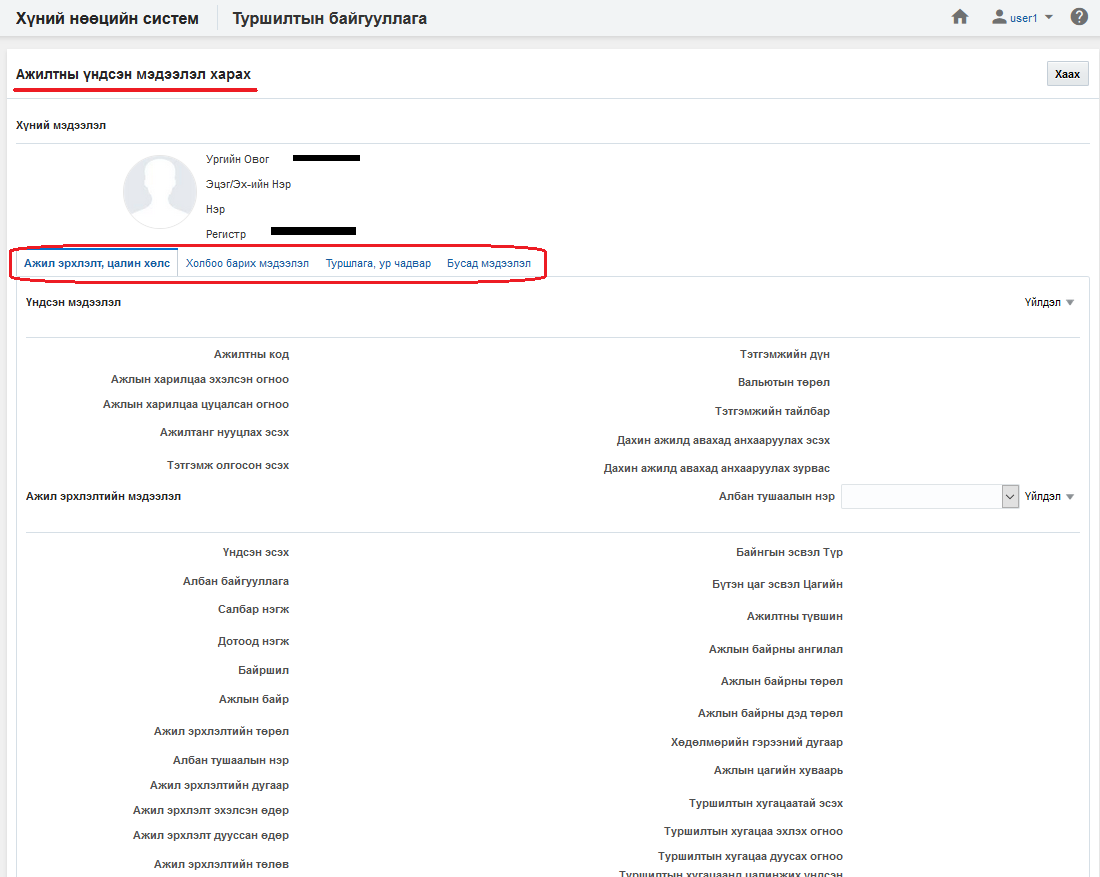 Хүний нөөцийн систем Туршилтын байгууллага user1 ?
Ажилтны үндсэн мэдээлэл харах Хаах
Хүний мэдээлэл
Ургийн Овог
Эцэг/Эх-ийн Нэр
Нэр
Регистр
Ажил эрхлэлт, цалин хөлс Холбоо барих мэдээлэл Туршлага, ур чадвар Бусад мэдээлэл
Үндсэн мэдээлэл Үйлдэл
Ажилтны код Тэтгэмжийн дүн
Ажлын харилцаа эхэлсэн огноо Вальютын төрөл
Ажлын харилцаа цуцалсан огноо Тэтгэмжийн тайлбар
Ажилтанг нууцлах эсэх Дахин ажилд авахад анхааруулах эсэх
Тэтгэмж олгосон эсэх Дахин ажилд авахад анхааруулах зурвас
Ажил эрхлэлтийн мэдээлэл Албан тушаалын нэр Үйлдэл
Үндсэн эсэх Байнгын эсвэл Түр
Албан байгууллага Бүтэн цаг эсвэл Цагийн
Салбар нэгж Ажилтны түвшин
Дотоод нэгж Ажлын байрны ангилал
Байршил Ажлын байрны төрөл
Ажлын байр Ажлын байрны дэд төрөл
Ажил эрхлэлтийн төрөл Хөдөлмөрийн гэрээний дугаар
Албан тушаалын нэр Ажлын цагийн хуваарь
Ажил эрхлэлтийн дугаар Туршилтын хугацаатай эсэх
Ажил эрхлэлт эхэлсэн өдөр Туршилтын хугацаа эхлэх огноо
Ажил эрхлэлт дууссан өдөр Туршилтын хугацаа дуусах огноо
Ажил эрхлэлтийн төлөв Туршилтын хугацаанд цалинжих үндсэн